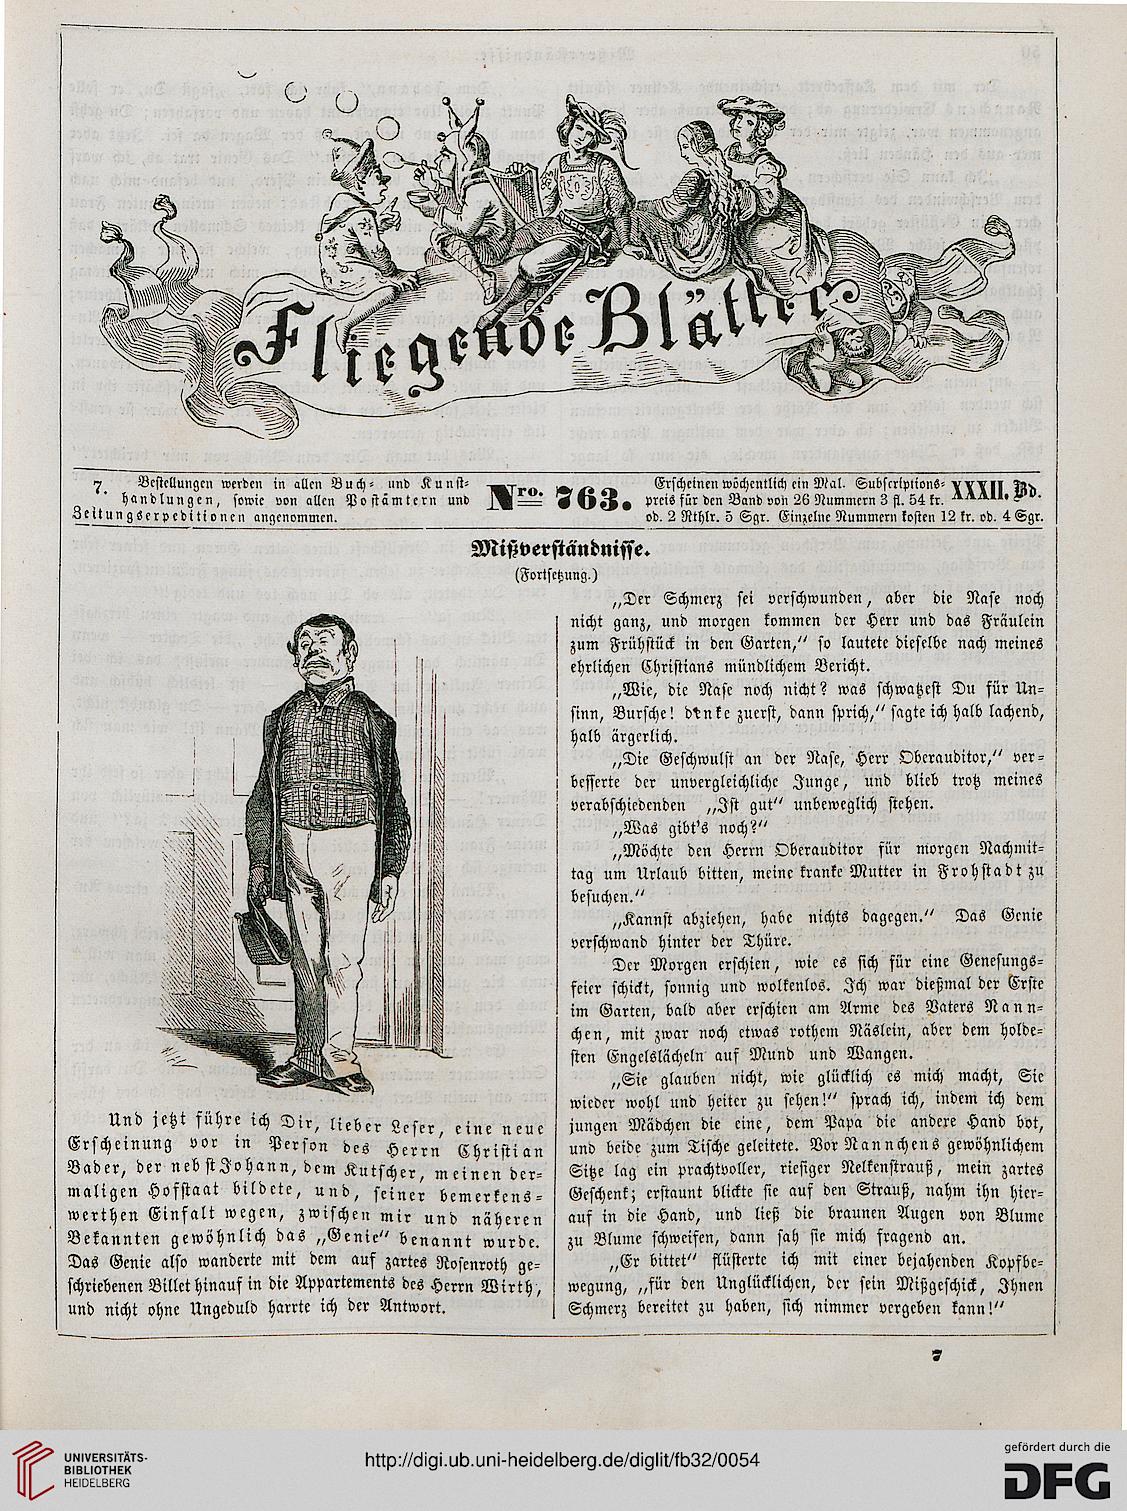 Fliegende Blätter
7.
Bestellungen werden in allen Buch- und Kunst-
handlungen, sowie von allen Postämtern und
Zeitungserpeditionen angenommen.
Nro. 763.
Erscheinen wöchentlich ein Mal. Subscriptions-
preis für den Band von 26 Nummern 3 fl. 54 kr.
od. 2 Rthlr. 5 Sgr. Einzelne Nummern kosten 12 kr. od. 4 Sgr.
XXXII. Bd.
Mißverständnisse.
(Fortsetzung.)
Und jetzt führe ich Dir, lieber Leser, eine neue
Erscheinung vor in Person des Herrn Christian
Bader, der nebst Johann, dem Kutscher, meinen der-
maligen Hofstaat bildete, und, seiner bemerkens-
werthen Einfalt wegen, zwischen mir und näheren
Bekannten gewöhnlich das „Genie" benannt wurde.
Das Genie also wanderte mit dem auf zartes Rosenroth ge-
schriebenen Billet hinauf in die Appartements des Herrn Wirth,
und nicht ohne Ungeduld harrte ich der Antwort.
„Der Schmerz sei verschwunden, aber die Nase noch
nicht ganz, und morgen kommen der Herr und das Fräulein
zum Frühstück in den Garten," so lautete dieselbe nach meines
ehrlichen Christians mündlichem Bericht.
„Wie, die Nase noch nicht? was schwatzest Du für Un-
sinn, Bursche! denke zuerst, dann sprich," sagte ich halb lachend,
halb ärgerlich.
„Die Geschwulst an der Nase, Herr Oberauditor," ver-
besserte der unvergleichliche Junge, und blieb trotz meines
verabschiedenden „Ist gut" unbeweglich stehen.
„Was gibt's noch?"
„Möchte den Herrn Oberauditor für morgen Nachmit-
tag um Urlaub bitten, meine kranke Mutter in Frohstadt zu
besuchen."
„Kannst abziehen, habe nichts dagegen." Das Genie
verschwand hinter der Thüre.
Der Morgen erschien, wie es sich für eine Genesungs-
feier schickt, sonnig und wolkenlos. Ich war dießmal der Erste
im Garten, bald aber erschien am Arme des Vaters Nann-
chen, mit zwar noch etwas rothem Näslein, aber dem holde-
sten Engelslächeln auf Mund und Wangen.
„Sie glauben nicht, wie glücklich es mich macht, Sie
wieder wohl und heiter zu sehen!" sprach ich, indem ich dem
jungen Mädchen die eine, dem Papa die andere Hand bot,
und beide zum Tische geleitete. Vor Nannchens gewöhnlichem
Sitze lag ein prachtvoller, riesiger Nelkenstrauß, mein zartes
Geschenk; erstaunt blickte sie auf den Strauß, nahm ihn hier-
auf in die Hand, und ließ die braunen Augen von Blume
zu Blume schweifen, dann sah sie mich fragend an.
„Er bittet" flüsterte ich mit einer bejahenden Kopfbe-
wegung, „für den Unglücklichen, der sein Mißgeschick, Ihnen
Schmerz bereitet zu haben, sich nimmer vergeben kann!"
7
UNIVERSITÄTS-
BIBLIOTHEK
HEIDELBERG
http://digi.ub.uni-heidelberg.de/diglit/fb32/0054
gefördert durch die
DFG